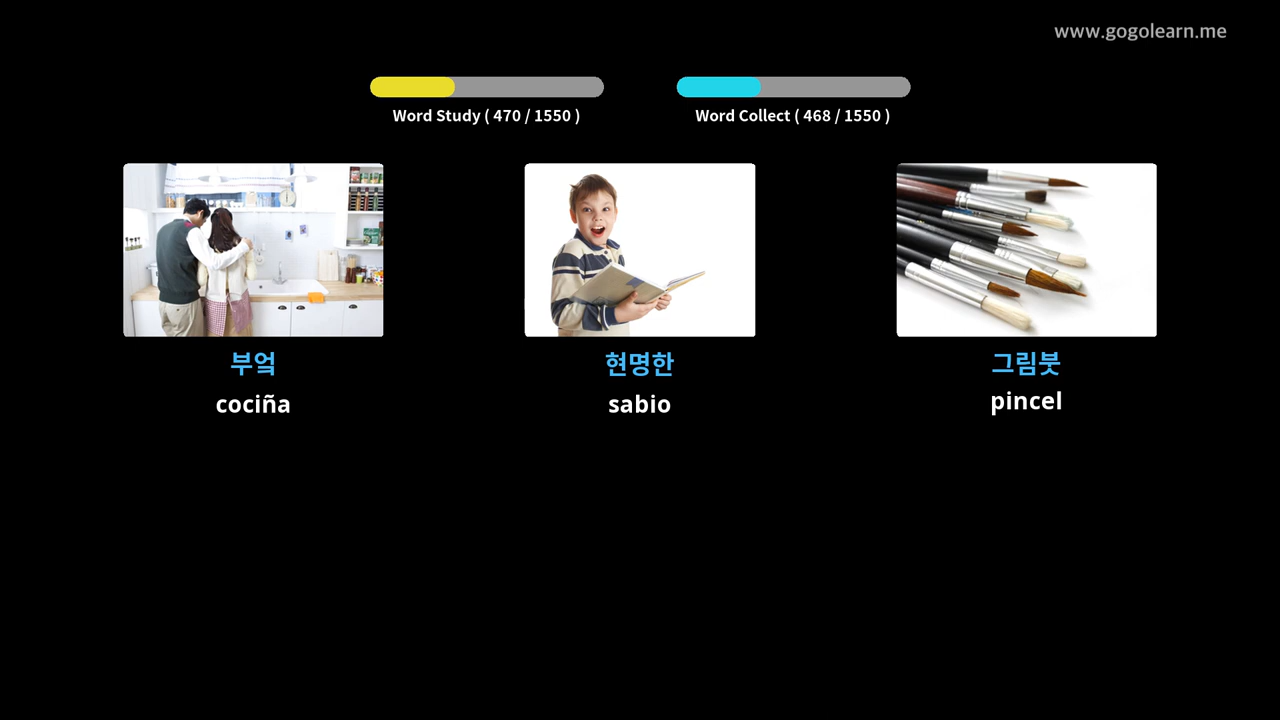 www.gogolearn.me
Word Study ( 470 / 1550 )
Word Collect ( 468 / 1550 )
부엌
현명한
그림붓
cociña
sabio
pincel